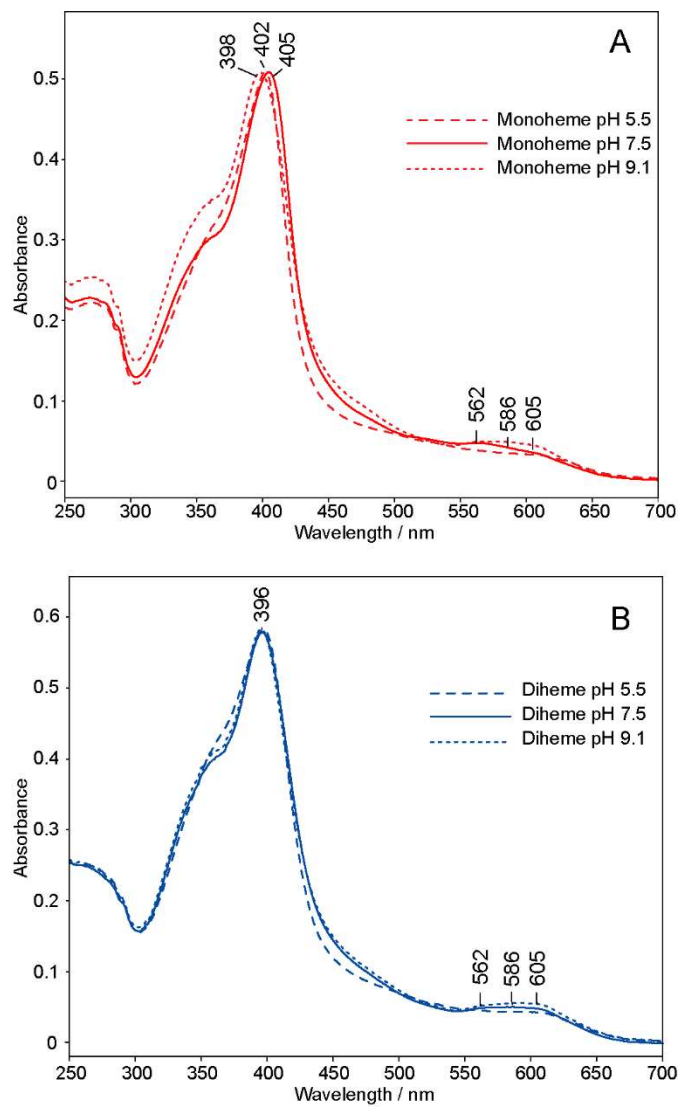 A
398
402
405
0.5
0.4
0.3
0.2
0.1
0
Absorbance
Monoheme pH 5.5
Monoheme pH 7.5
Monoheme pH 9.1
562
586
605
250 300 350 400 450 500 550 600 650 700
Wavelength / nm
B
396
0.6
0.5
0.4
0.3
0.2
0.1
0
Absorbance
Diheme pH 5.5
Diheme pH 7.5
Diheme pH 9.1
562
586
605
250 300 350 400 450 500 550 600 650 700
Wavelength / nm